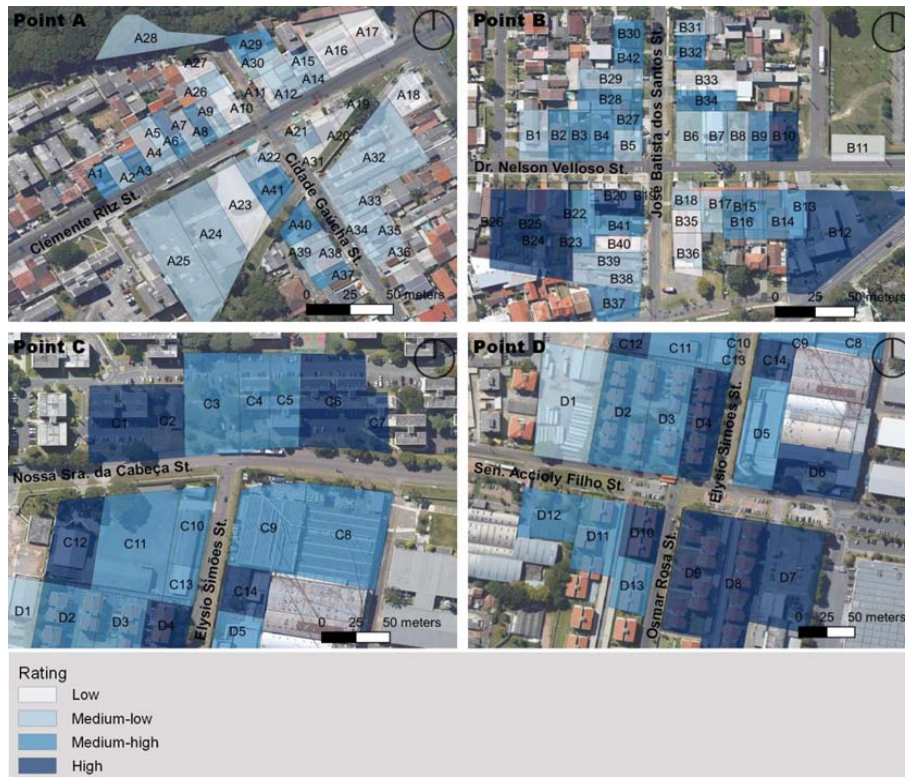 Point A
A28
A29
A30
A15
A16
A17
A27
A14
A26
A11
A12
A18
A9
A10
A19
A5
A7
A8
A21
A20
A6
A4
A22
A31
A32
A1
A2
A3
A41
A23
A33
A24
A40
A34
A35
A25
A39
A38
A36
A37
Clemente Ritz St.
Cidade Gaúcha St.
0 25 50 meters
Point B
B30
B31
B42
B32
B29
B33
B28
B34
B27
B1
B2
B3
B4
B5
B6
B7
B8
B9
B10
B11
Dr. Nelson Velloso St.
José Batista dos Santos St.
B20
B18
B17
B15
B13
B26
B25
B22
B41
B35
B16
B14
B12
B24
B23
B40
B39
B36
B38
B37
0 25 50 meters
Point C
C1
C2
C3
C4
C5
C6
C7
Nossa Sra. da Cabeça St.
C12
C11
C10
C9
C8
C13
C14
D1
D2
D3
D4
D5
Elysio Simões St.
0 25 50 meters
Point D
C12
C11
C10
C13
C14
C9
C8
D1
D2
D3
D4
D5
D6
Elysio Simões St.
Sen. Accioly Filho St.
D12
D11
D10
D13
D9
D8
D7
Osmar Rosa St.
0 25 50 meters
Rating
Low
Medium-low
Medium-high
High